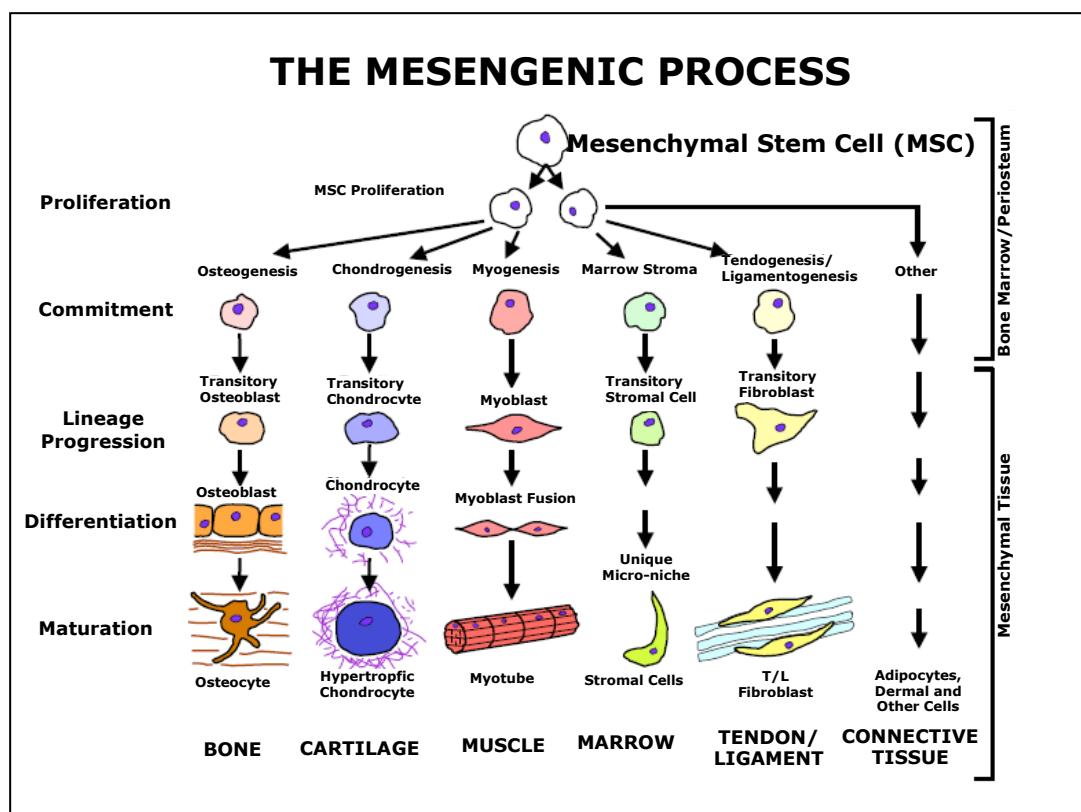 THE MESENGENIC PROCESS
Mesenchymal Stem Cell (MSC)
Proliferation
MSC Proliferation
Osteogenesis
Chondrogenesis
Myogenesis
Marrow Stroma
Tendogenesis/
Ligamentogenesis
Other
Bone Marrow/Periosteum
Commitment
Transitory
Osteoblast
Transitory
Chondrocyte
Myoblast
Transitory
Stromal Cell
Transitory
Fibroblast
Lineage
Progression
Osteoblast
Chondrocyte
Myoblast Fusion
Differentiation
Unique
Micro-niche
Mesenchymal Tissue
Maturation
Osteocyte
Hypertropfic
Chondrocyte
Myotube
Stromal Cells
T/L
Fibroblast
Adipocytes,
Dermal and
Other Cells
BONE
CARTILAGE
MUSCLE
MARROW
TENDON/
LIGAMENT
CONNECTIVE
TISSUE